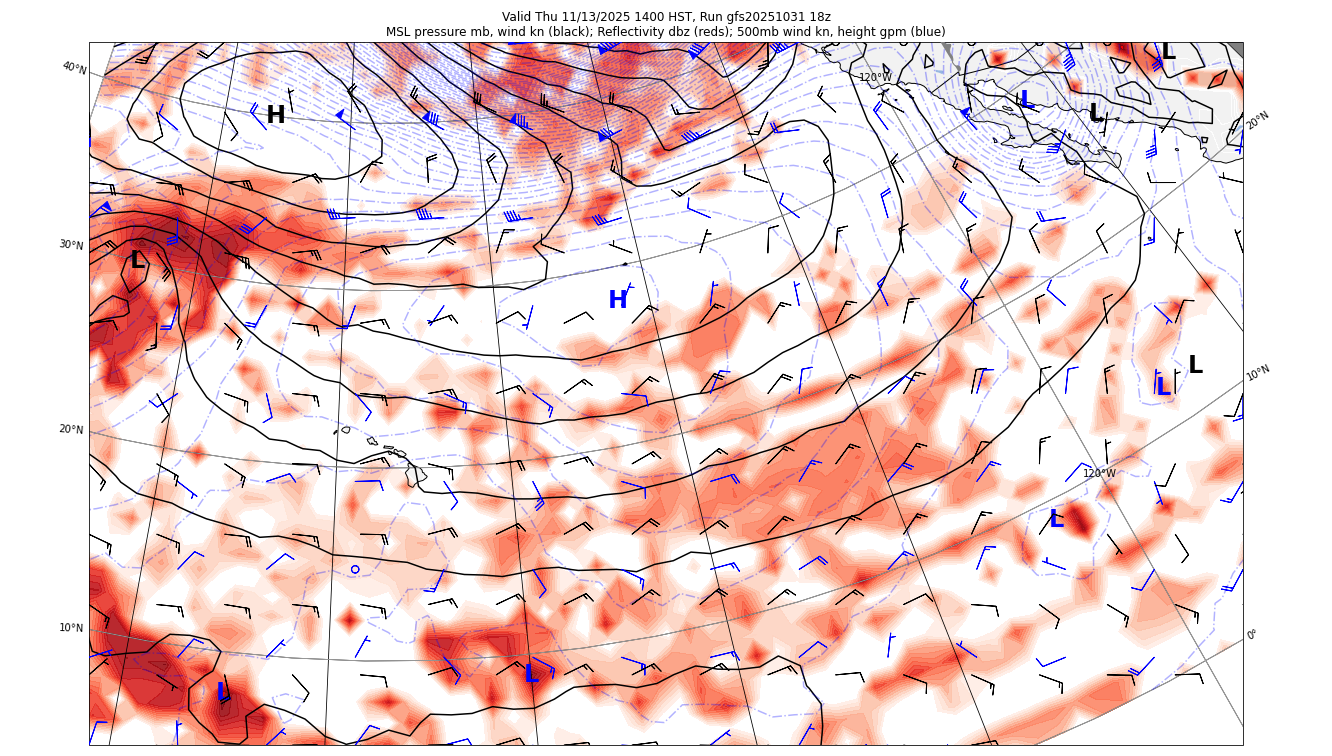 Valid Thu 11/13/2025 1400 HST, Run gfs20251031 18z
MSL pressure mb, wind kn (black); Reflectivity dbz (reds); 500mb wind kn, height gpm (blue)
L
40°N
120°W
L
H
L
20°N
30°N
L
H
L
10°N
L
20°N
120°W
L
10°N
0°
L
L